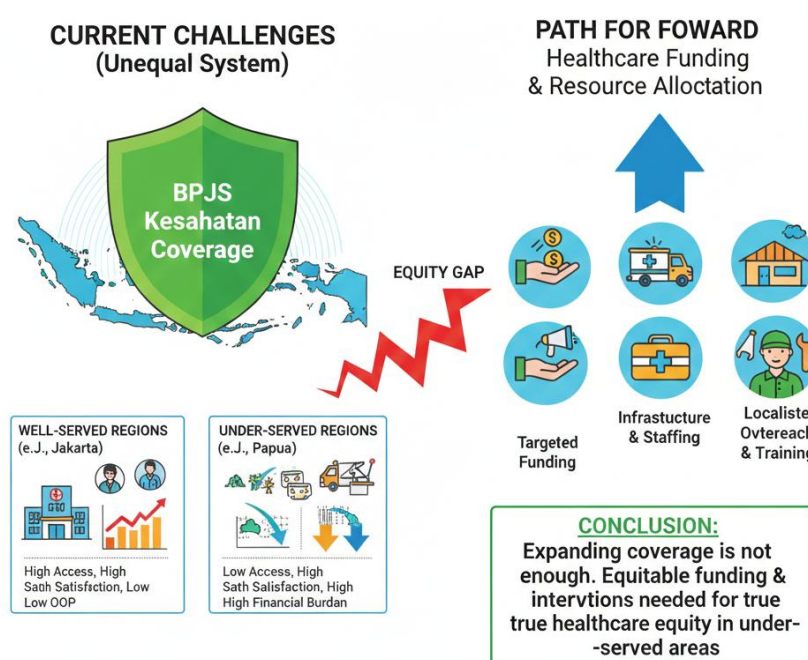 CURRENT CHALLENGES
(Unequal System)
BPJS
Kesahatan
Coverage
EQUITY GAP
WELL-SERVED REGIONS
(e.J., Jakarta)
High Access, High
Sath Satisfaction, Low
Low OOP
UNDER-SERVED REGIONS
(e.J., Papua)
Low Access, High
Sath Salisfaction, High
High Financial Burdan
PATH FOR FOWARD
Healthcare Funding
& Resource Alloctation
$
$
Targeted
Funding
Infrastucture
& Staffing
Localiste
Ovtereach
& Training
CONCLUSION:
Expanding coverage is not
enough. Equitable funding &
intervtions needed for true
true healthcare equity in under-
-served areas